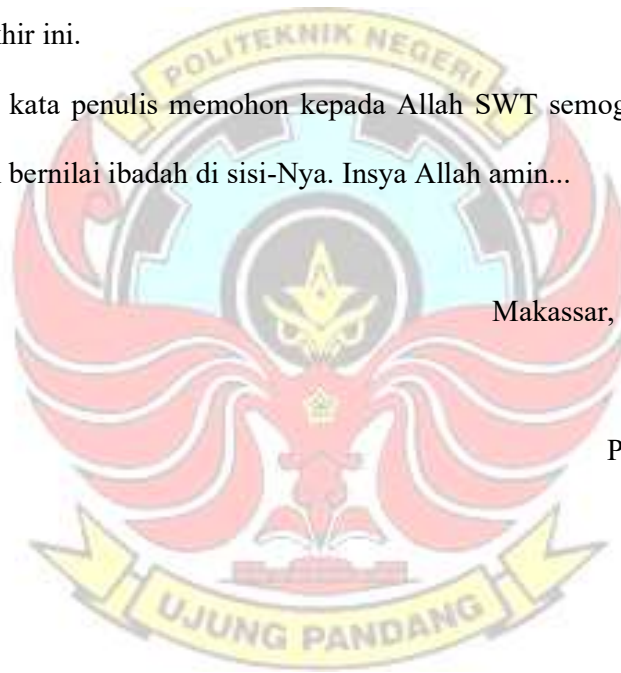 hir ini.
POLITEKNIK NEGERI
kata penulis memohon kepada Allah SWT semog
bernilai ibadah di sisi-Nya. Insya Allah amin...
Makassar,
P
UJUNG PANDANG